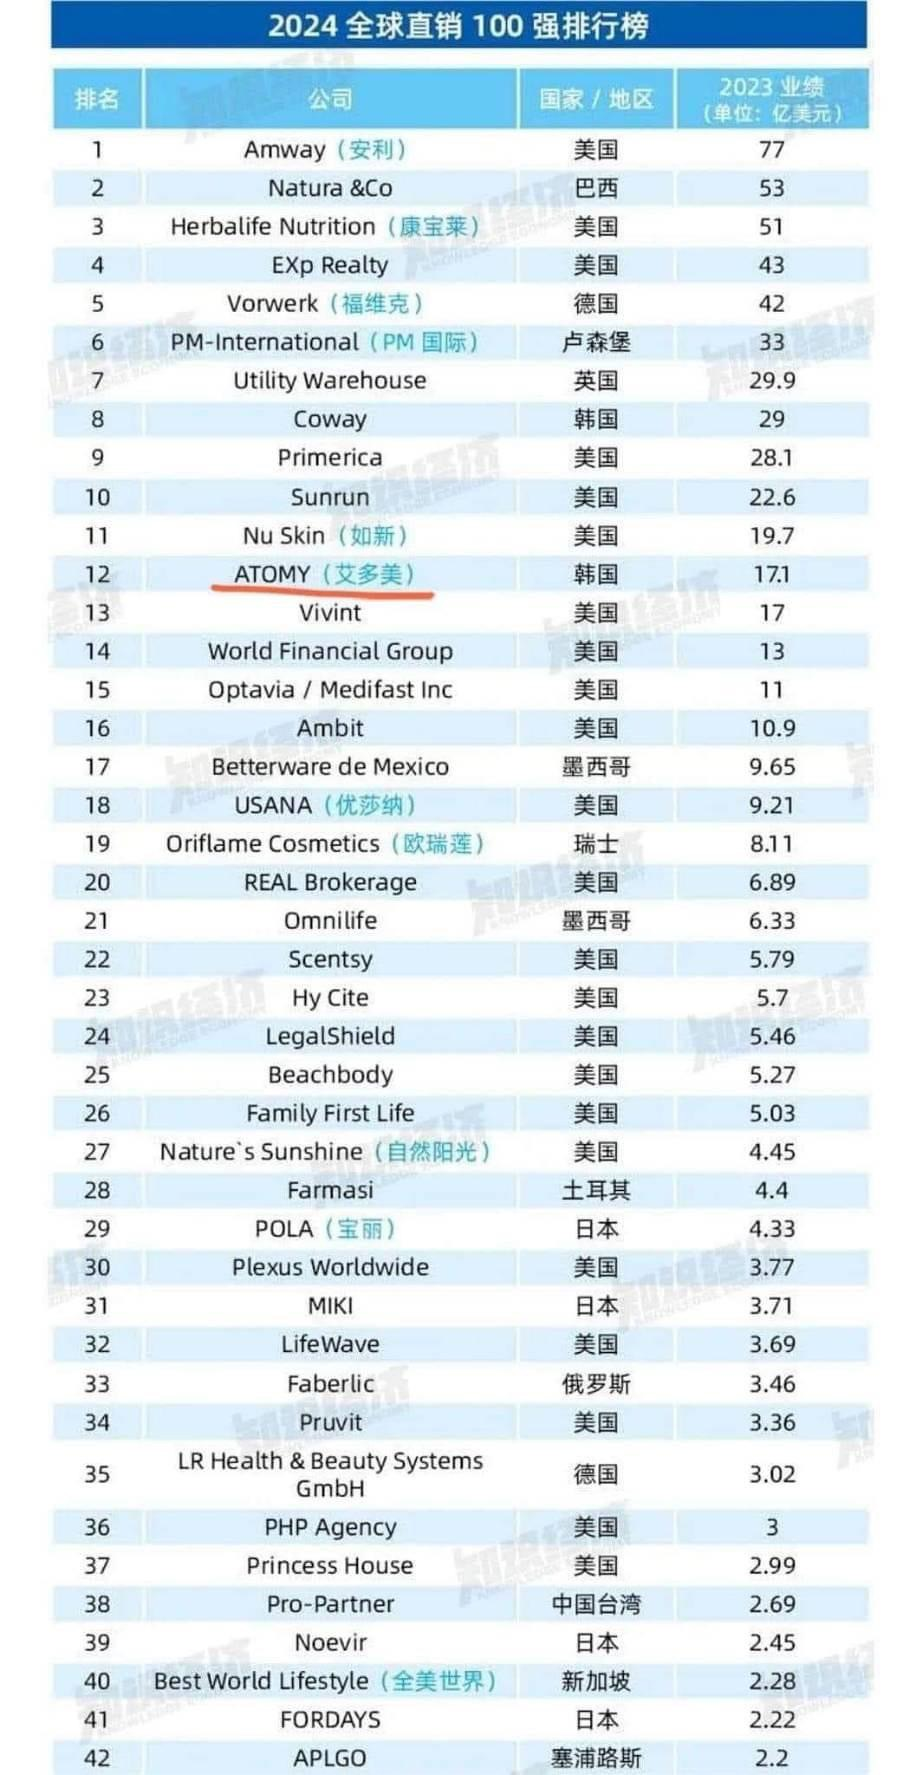 2024 全球直销 100 强排行榜
排名 公司 国家 / 地区 2023 业绩
(单位：亿美元)
1 Amway（安利） 美国 77
2 Natura &Co 巴西 53
3 Herbalife Nutrition（康宝莱） 美国 51
4 EXp Realty 美国 43
5 Vorwerk（福维克） 德国 42
6 PM-International（PM 国际） 卢森堡 33
7 Utility Warehouse 英国 29.9
8 Coway 韩国 29
9 Primerica 美国 28.1
10 Sunrun 美国 22.6
11 Nu Skin（如新） 美国 19.7
12 ATOMY（艾多美） 韩国 17.1
13 Vivint 美国 17
14 World Financial Group 美国 13
15 Optavia / Medifast Inc 美国 11
16 Ambit 美国 10.9
17 Betterware de Mexico 墨西哥 9.65
18 USANA（优莎纳） 美国 9.21
19 Oriflame Cosmetics（欧瑞莲） 瑞士 8.11
20 REAL Brokerage 美国 6.89
21 Omnilife 墨西哥 6.33
22 Scentsy 美国 5.79
23 Hy Cite 美国 5.7
24 LegalShield 美国 5.46
25 Beachbody 美国 5.27
26 Family First Life 美国 5.03
27 Nature`s Sunshine（自然阳光） 美国 4.45
28 Farmasi 土耳其 4.4
29 POLA（宝丽） 日本 4.33
30 Plexus Worldwide 美国 3.77
31 MIKI 日本 3.71
32 LifeWave 美国 3.69
33 Faberlic 俄罗斯 3.46
34 Pruvit 美国 3.36
35 LR Health & Beauty Systems GmbH 德国 3.02
36 PHP Agency 美国 3
37 Princess House 美国 2.99
38 Pro-Partner 中国台湾 2.69
39 Noevir 日本 2.45
40 Best World Lifestyle（全美世界） 新加坡 2.28
41 FORDAYS 日本 2.22
42 APLGO 塞浦路斯 2.2
知识经济
KNOWLEDGE ECONOMY